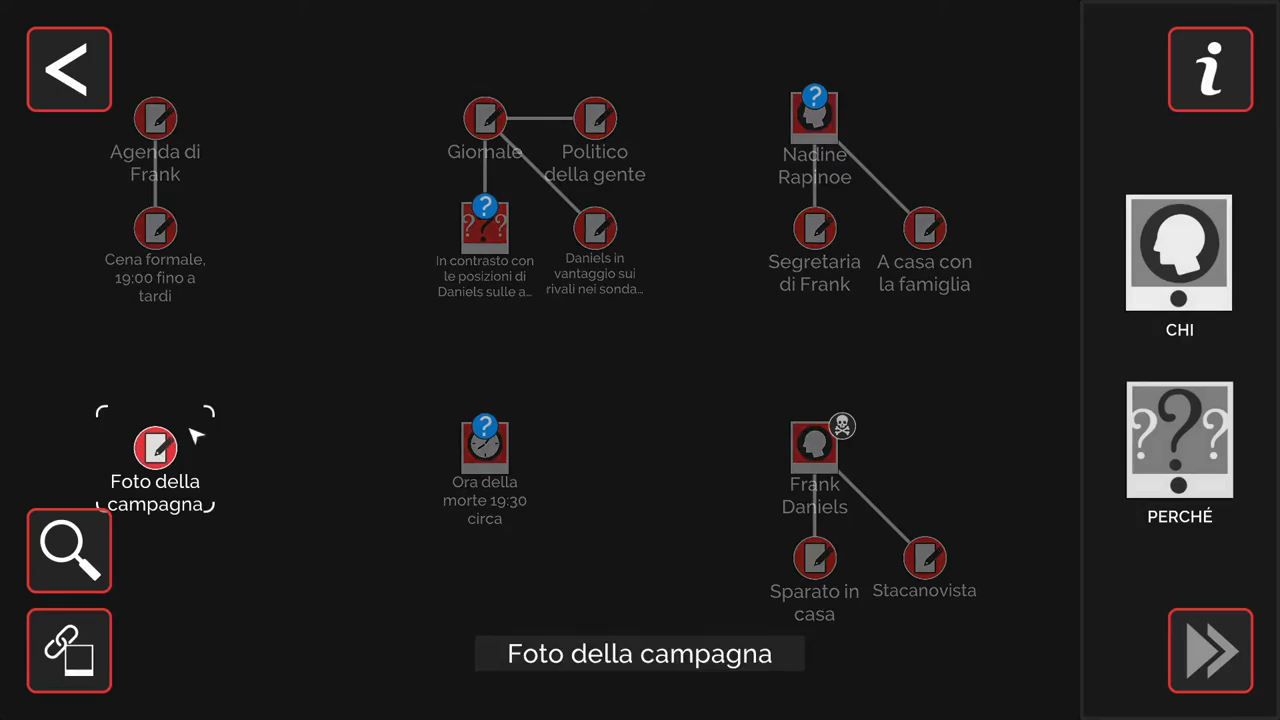 Agenda di
Frank
Cena formale,
19:00 fino a
tardi
Giornale
Politico
della gente
In contrasto con
le posizioni di
Daniels sulle a...
Daniels in
vantaggio sui
rivali nei sonda...
Nadine
Rapinoe
Segretaria
di Frank
A casa con
la famiglia
CHI
PERCHÉ
Foto della
campagna
Ora della
morte 19:30
circa
Frank
Daniels
Sparato in
casa
Stacanovista
Foto della campagna